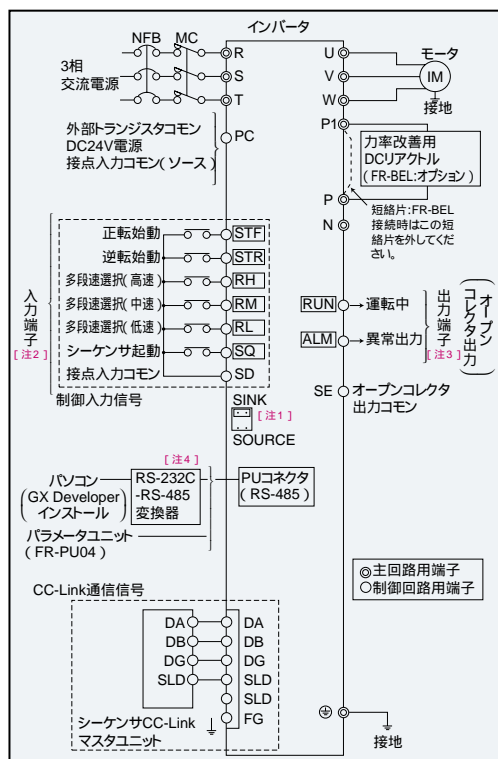 インバータ
NFB MC
R
S
T
3相
交流電源
U
V
W
モータ
IM
接地
外部トランジスタコモン
DC24V電源
接点入力コモン(ソース)
PC
P1
P
N
力率改善用
DCリアクトル
(FR-BEL:オプション)
短絡片:FR-BEL
接続時はこの短
絡片を外してくだ
さい。
入力端子
[注2]
正転始動 STF
逆転始動 STR
多段速選択(高速) RH
多段速選択(中速) RM
多段速選択(低速) RL
シーケンサ起動 SQ
接点入力コモン SD
制御入力信号
RUN 運転中
ALM 異常出力
出力端子
[注3]
オープン
コレクタ出力
SE オープンコレクタ
出力コモン
SINK
[注1]
SOURCE
[注4]
パソコン
(GX Developer
インストール)
RS-232C
-RS-485
変換器
PUコネクタ
(RS-485)
パラメータユニット
(FR-PU04)
◎主回路用端子
○制御回路用端子
CC-Link通信信号
DA DA
DB DB
DG DG
SLD SLD
SLD
FG
シーケンサCC-Link
マスタユニット
接地